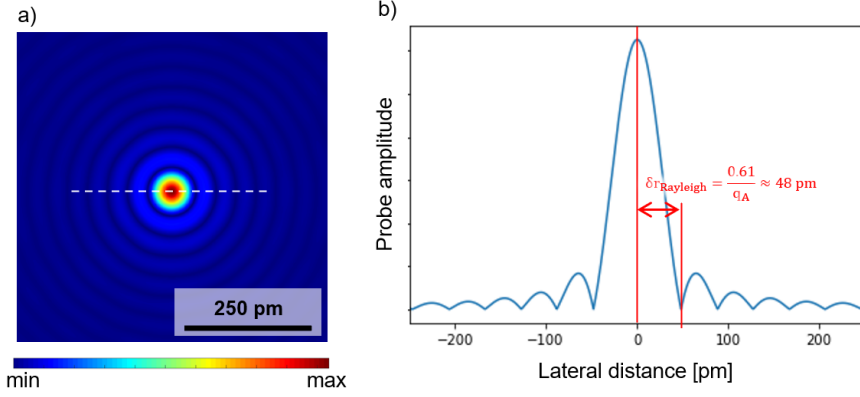 a)
250 pm
min
max
b)
Probe amplitude
δr_Rayleigh = 0.61 / q_A ≈ 48 pm
−200
−100
0
100
200
Lateral distance [pm]